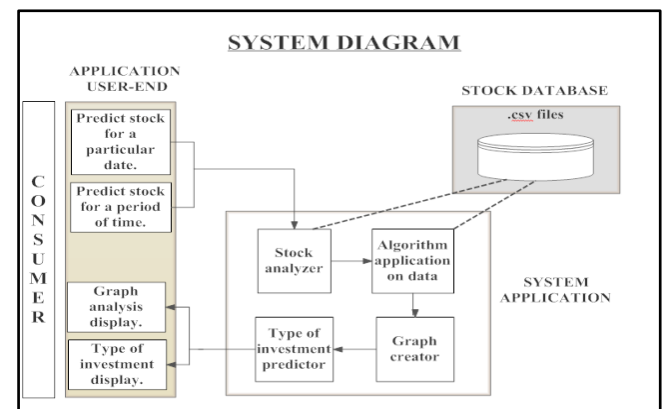 SYSTEM DIAGRAM
APPLICATION
USER-END
STOCK DATABASE
.csv files
CONSUMER
Predict stock
for a
particular
date.
Predict stock
for a period
of time.
Graph
analysis
display.
Type of
investment
display.
Stock
analyzer
Algorithm
application
on data
Type of
investment
predictor
Graph
creator
SYSTEM
APPLICATION